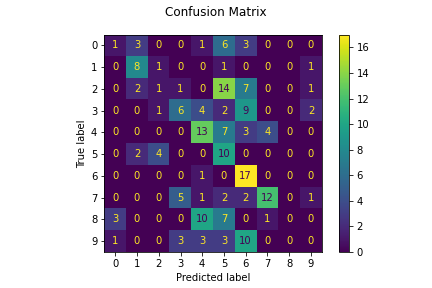 Confusion Matrix
0 1 3 0 0 1 6 3 0 0 0 16
1 0 8 1 0 0 1 0 0 0 1 14
2 0 2 1 1 0 14 7 0 0 1 12
3 0 0 1 6 4 2 9 0 0 2 10
4 0 0 0 0 13 7 3 4 0 0
5 0 2 4 0 0 10 0 0 0 0 8
6 0 0 0 0 1 0 17 0 0 0 6
7 0 0 0 5 1 2 2 12 0 1 4
8 3 0 0 0 10 7 0 1 0 0 2
9 1 0 0 3 3 3 10 0 0 0 0
0 1 2 3 4 5 6 7 8 9
True label
Predicted label